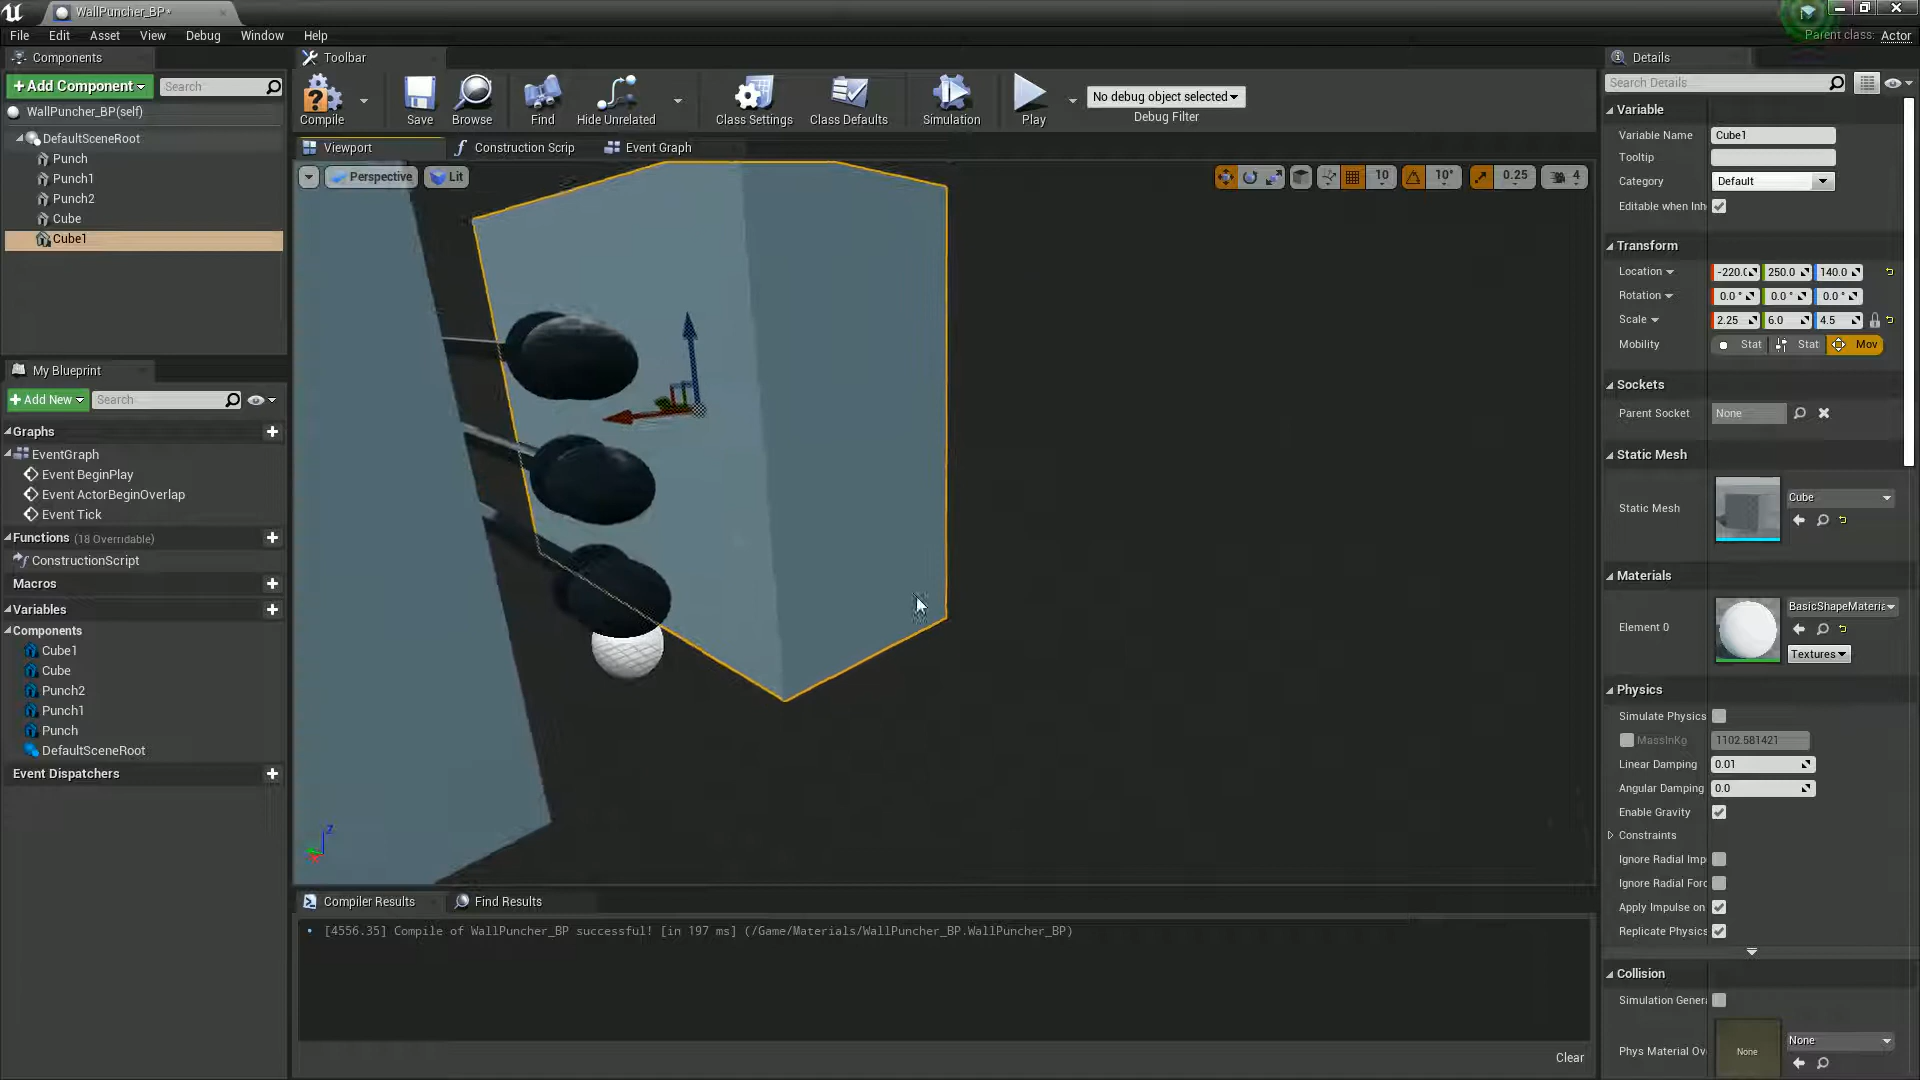 WallPuncher_BP*
File Edit Asset View Debug Window Help
Parent class: Actor
Components
Toolbar
Details
+Add Component
Search
Search Details
WallPuncher_BP(self)
Compile
Save
Browse
Find
Hide Unrelated
Class Settings
Class Defaults
Simulation
Play
No debug object selected
Debug Filter
Viewport
Construction Scrip
Event Graph
Perspective
Lit
10
10°
0.25
4
DefaultSceneRoot
Punch
Punch1
Punch2
Cube
Cube1
My Blueprint
+Add New
Search
Graphs
EventGraph
Event BeginPlay
Event ActorBeginOverlap
Event Tick
Functions (18 Overridable)
ConstructionScript
Macros
Variables
Components
Cube1
Cube
Punch2
Punch1
Punch
DefaultSceneRoot
Event Dispatchers
Compiler Results
Find Results
• [4556.35] Compile of WallPuncher_BP successful! [in 197 ms] (/Game/Materials/WallPuncher_BP.WallPuncher_BP)
Clear
Variable
Variable Name Cube1
Tooltip
Category Default
Editable when Inh
Transform
Location -220.0 250.0 140.0
Rotation 0.0 ° 0.0 ° 0.0 °
Scale 2.25 6.0 4.5
Mobility Stat Stat Mov
Sockets
Parent Socket None
Static Mesh
Static Mesh
Cube
Materials
Element 0
BasicShapeMateria
Textures
Physics
Simulate Physics
MassInKg 1102.581421
Linear Damping 0.01
Angular Damping 0.0
Enable Gravity
Constraints
Ignore Radial Imp
Ignore Radial Forc
Apply Impulse on
Replicate Physics
Collision
Simulation Genera
Phys Material Ov
None
None